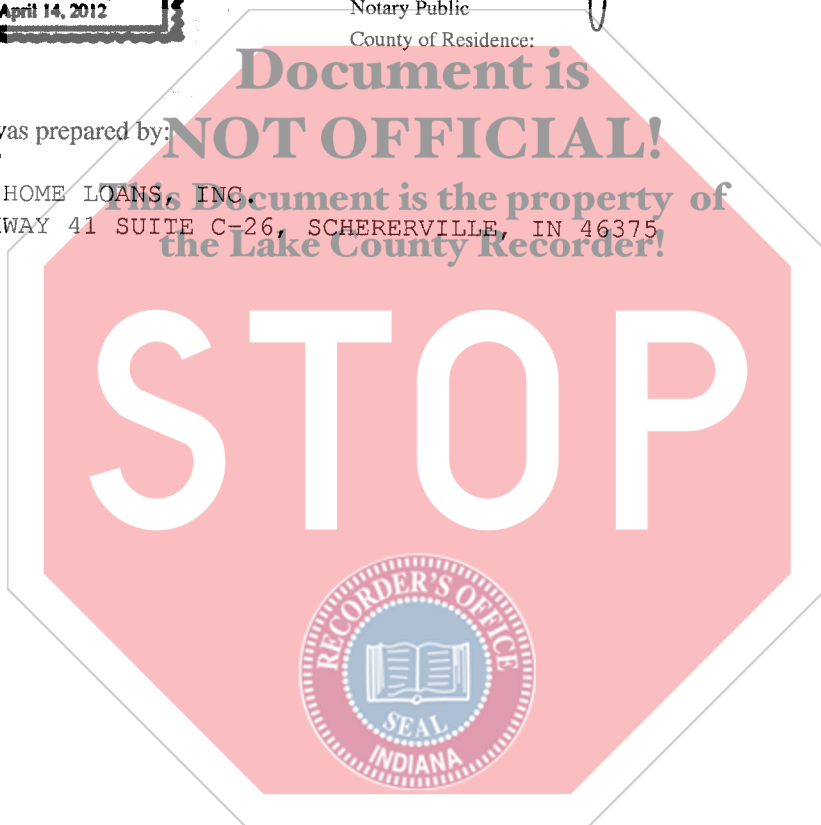 April 14, 2012
Notary Public
County of Residence:
Document is
was prepared by:
NOT OFFICIAL!
HOME LOANS, INC.
This Document is the property of
WAY 41 SUITE C-26, SCHERERVILLE, IN 46375
the Lake County Recorder!
STOP
RECORDER'S OFFICE
SEAL
INDIANA